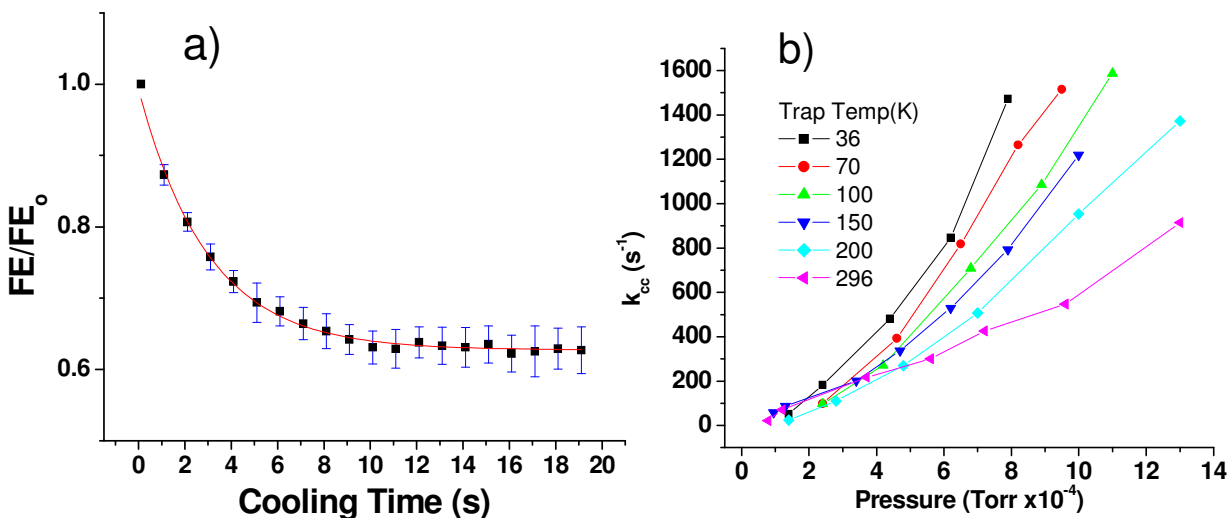 a)
1.0
0.8
0.6
FE/FE₀
0 2 4 6 8 10 12 14 16 18 20
Cooling Time (s)
b)
1600
1400
1200
1000
800
600
400
200
0
k_cc (s⁻¹)
Trap Temp(K)
36
70
100
150
200
296
0 2 4 6 8 10 12 14
Pressure (Torr x10⁻⁴)